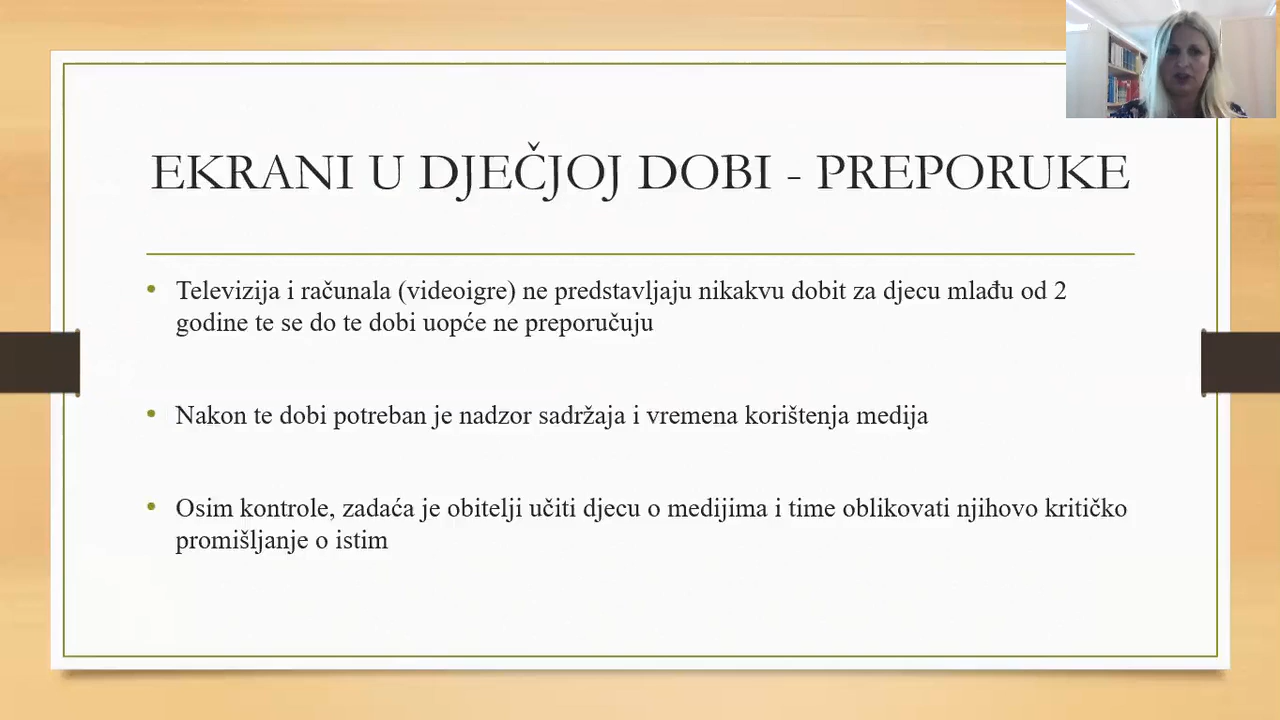 EKRANI U DJEČJOJ DOBI - PREPORUKE
• Televizija i računala (videoigre) ne predstavljaju nikakvu dobit za djecu mlađu od 2
godine te se do te dobi uopće ne preporučuju
• Nakon te dobi potreban je nadzor sadržaja i vremena korištenja medija
• Osim kontrole, zadaća je obitelji učiti djecu o medijima i time oblikovati njihovo kritičko
promišljanje o istim